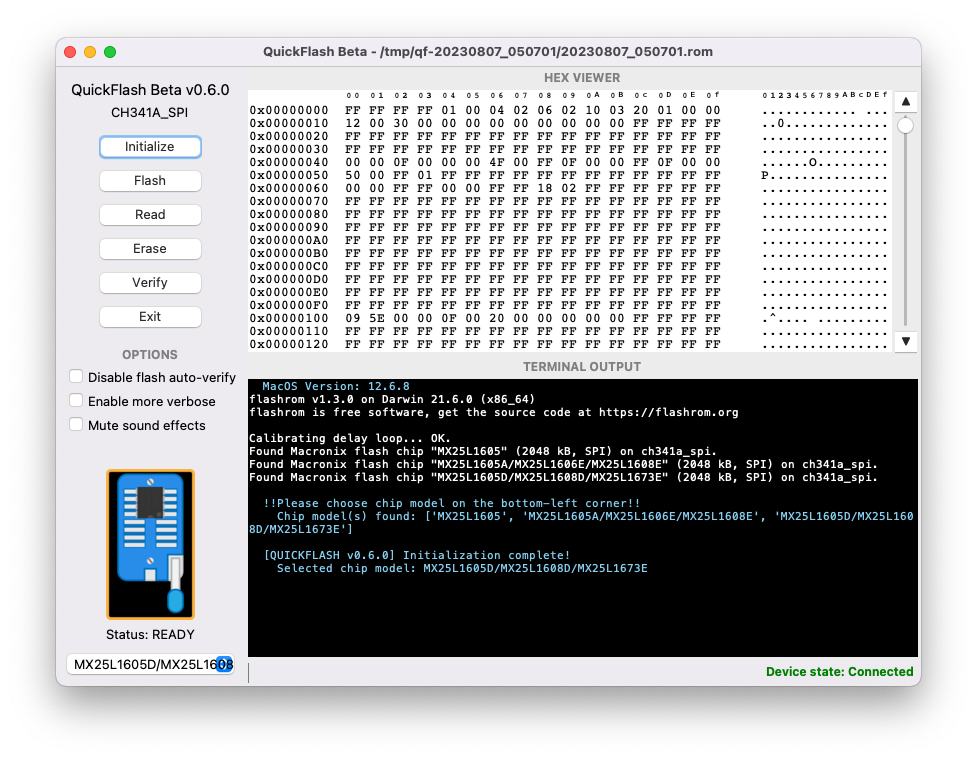 QuickFlash Beta - /tmp/qf-20230807_050701/20230807_050701.rom
QuickFlash Beta v0.6.0
CH341A_SPI
Initialize
Flash
Read
Erase
Verify
Exit
OPTIONS
Disable flash auto-verify
Enable more verbose
Mute sound effects
Status: READY
MX25L1605D/MX25L1608
HEX VIEWER
00 01 02 03 04 05 06 07 08 09 0A 0B 0C 0D 0E 0f 0123456789ABCDEf
0x00000000 FF FF FF FF 01 00 04 02 06 02 10 03 20 01 00 00 ............ ...
0x00000010 12 00 30 00 00 00 00 00 00 00 00 00 FF FF FF FF ..0.............
0x00000020 FF FF FF FF FF FF FF FF FF FF FF FF FF FF FF FF ................
0x00000030 FF FF FF FF FF FF FF FF FF FF FF FF FF FF FF FF ................
0x00000040 00 00 0F 00 00 00 4F 00 FF 0F 00 00 FF 0F 00 00 ......O.........
0x00000050 50 00 FF 01 FF FF FF FF FF FF FF FF FF FF FF FF P...............
0x00000060 00 00 FF FF 00 00 FF FF 18 02 FF FF FF FF FF FF ................
0x00000070 FF FF FF FF FF FF FF FF FF FF FF FF FF FF FF FF ................
0x00000080 FF FF FF FF FF FF FF FF FF FF FF FF FF FF FF FF ................
0x00000090 FF FF FF FF FF FF FF FF FF FF FF FF FF FF FF FF ................
0x000000A0 FF FF FF FF FF FF FF FF FF FF FF FF FF FF FF FF ................
0x000000B0 FF FF FF FF FF FF FF FF FF FF FF FF FF FF FF FF ................
0x000000C0 FF FF FF FF FF FF FF FF FF FF FF FF FF FF FF FF ................
0x000000D0 FF FF FF FF FF FF FF FF FF FF FF FF FF FF FF FF ................
0x000000E0 FF FF FF FF FF FF FF FF FF FF FF FF FF FF FF FF ................
0x000000F0 FF FF FF FF FF FF FF FF FF FF FF FF FF FF FF FF ................
0x00000100 09 5E 00 00 0F 00 20 00 00 00 00 00 FF FF FF FF .^.... .........
0x00000110 FF FF FF FF FF FF FF FF FF FF FF FF FF FF FF FF ................
0x00000120 FF FF FF FF FF FF FF FF FF FF FF FF FF FF FF FF ................
TERMINAL OUTPUT
MacOS Version: 12.6.8
flashrom v1.3.0 on Darwin 21.6.0 (x86_64)
flashrom is free software, get the source code at https://flashrom.org
Calibrating delay loop... OK.
Found Macronix flash chip "MX25L1605" (2048 kB, SPI) on ch341a_spi.
Found Macronix flash chip "MX25L1605A/MX25L1606E/MX25L1608E" (2048 kB, SPI) on ch341a_spi.
Found Macronix flash chip "MX25L1605D/MX25L1608D/MX25L1673E" (2048 kB, SPI) on ch341a_spi.
!!Please choose chip model on the bottom-left corner!!
Chip model(s) found: ['MX25L1605', 'MX25L1605A/MX25L1606E/MX25L1608E', 'MX25L1605D/MX25L160
8D/MX25L1673E']
[QUICKFLASH v0.6.0] Initialization complete!
Selected chip model: MX25L1605D/MX25L1608D/MX25L1673E
Device state: Connected